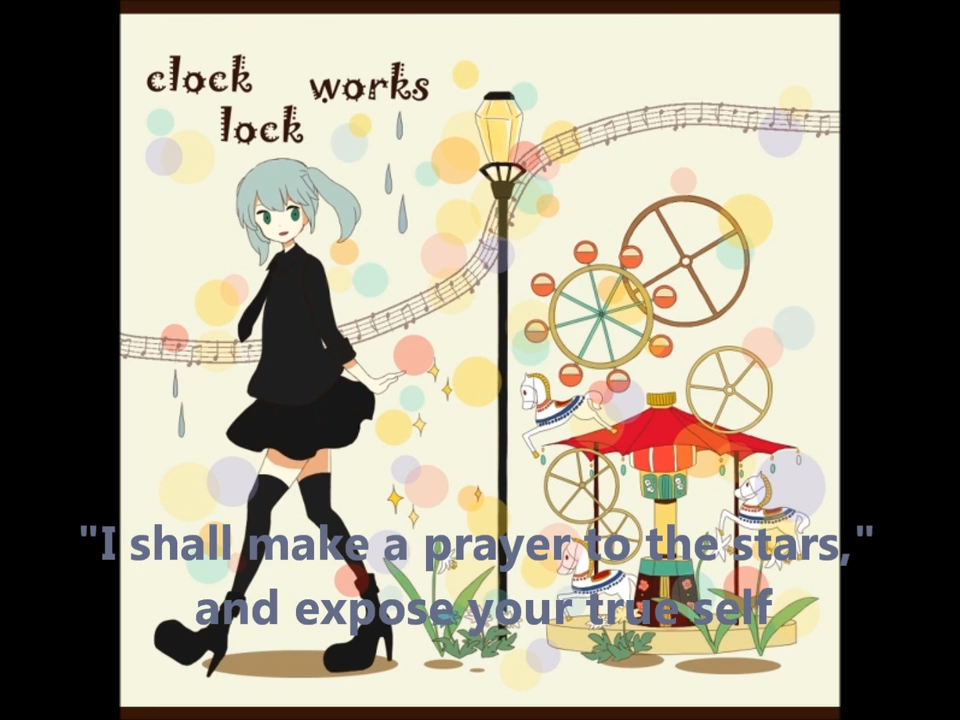 clock works
lock
"I shall make a prayer to the stars,"
and expose your true self